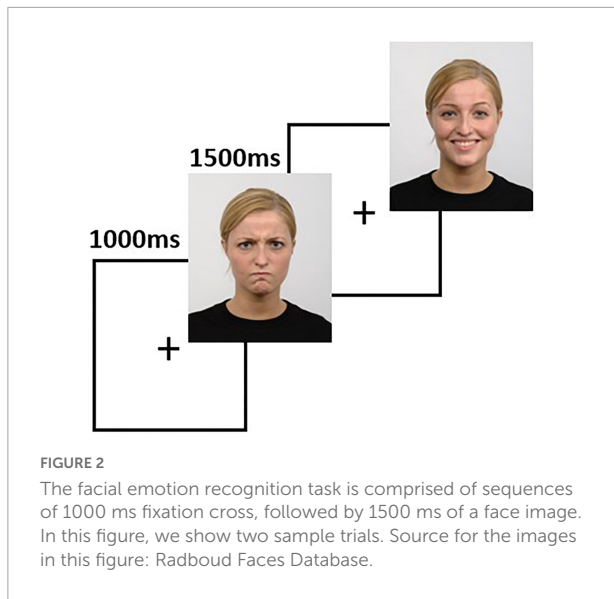 1500ms
1000ms
+
+
FIGURE 2
The facial emotion recognition task is comprised of sequences
of 1000 ms fixation cross, followed by 1500 ms of a face image.
In this figure, we show two sample trials. Source for the images
in this figure: Radboud Faces Database.